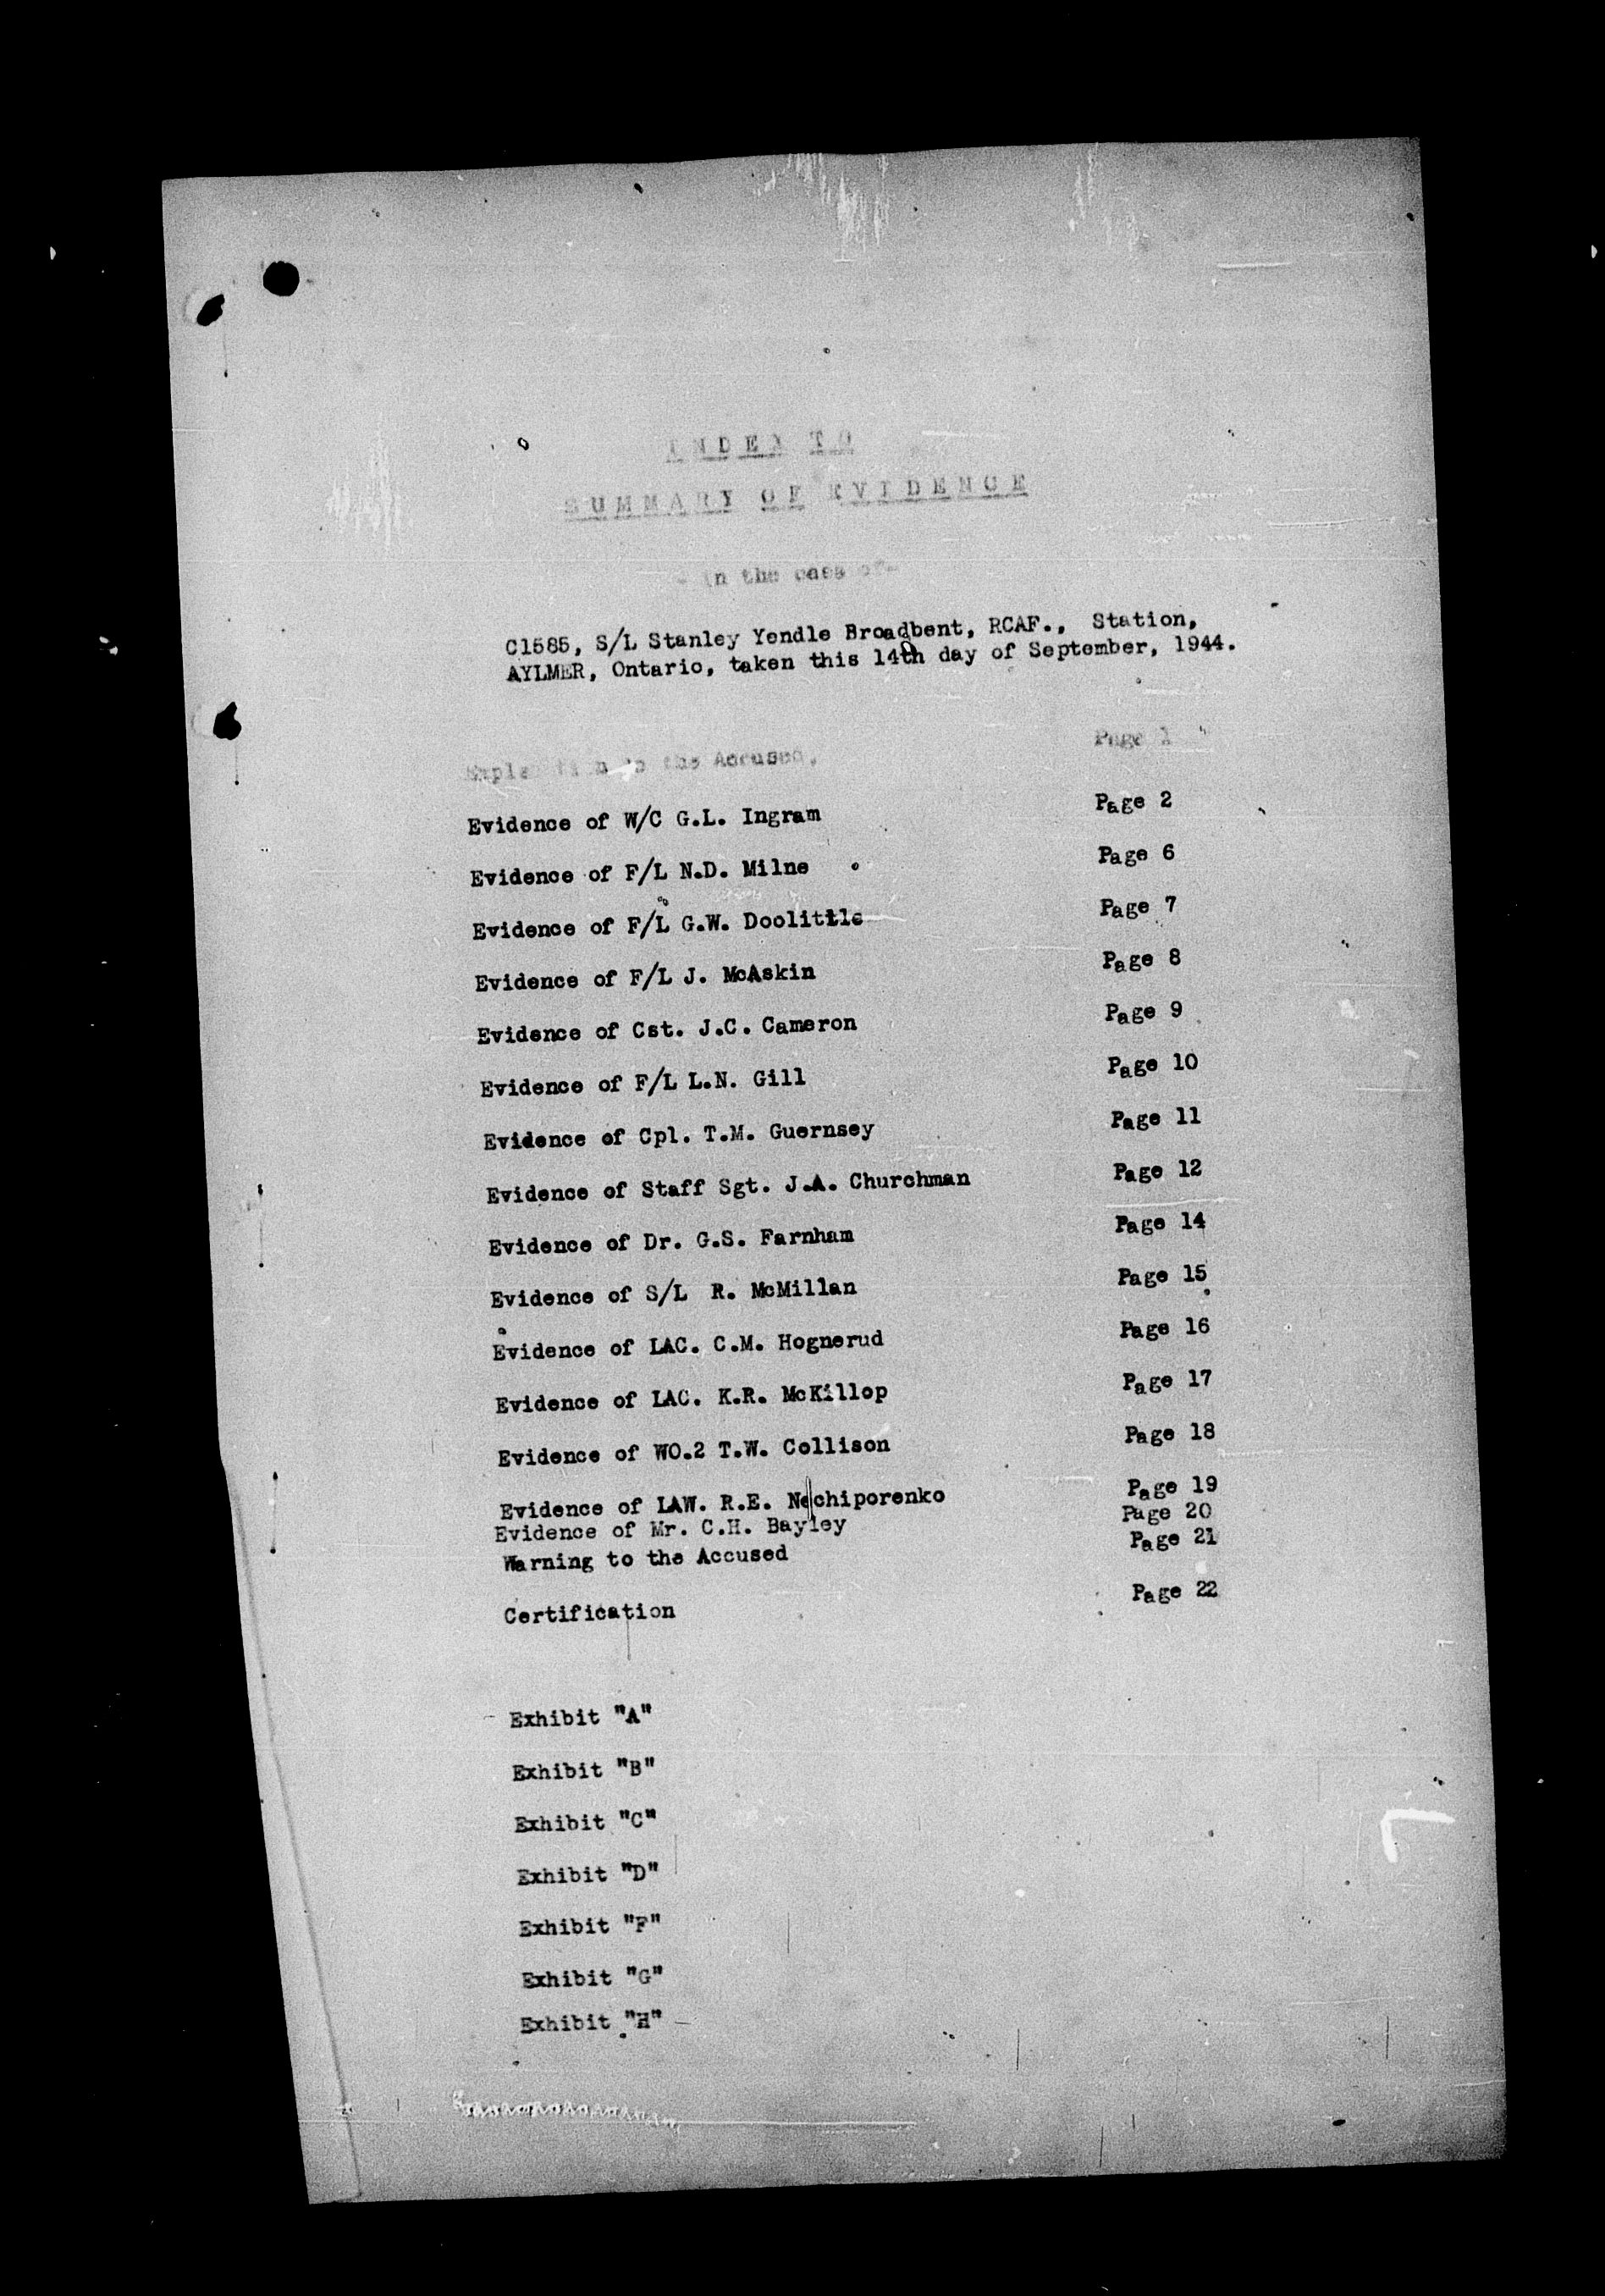 INDEX TO
SUMMARY OF EVIDENCE
- in the case of -
C1585, S/L Stanley Yendle Broadbent, RCAF., Station,
AYLMER, Ontario, taken this 14th day of September, 1944.
Explanation to the Accused, Page 1
Evidence of W/C G.L. Ingram Page 2
Evidence of F/L N.D. Milne Page 6
Evidence of F/L G.W. Doolittle Page 7
Evidence of F/L J. McAskin Page 8
Evidence of Cst. J.C. Cameron Page 9
Evidence of F/L L.N. Gill Page 10
Evidence of Cpl. T.M. Guernsey Page 11
Evidence of Staff Sgt. J.A. Churchman Page 12
Evidence of Dr. G.S. Farnham Page 14
Evidence of S/L R. McMillan Page 15
Evidence of LAC. C.M. Hognerud Page 16
Evidence of LAC. K.R. McKillop Page 17
Evidence of WO.2 T.W. Collison Page 18
Evidence of LAW. R.E. Nechiporenko Page 19
Evidence of Mr. C.H. Bayley Page 20
Warning to the Accused Page 21
Certification Page 22
Exhibit "A"
Exhibit "B"
Exhibit "C"
Exhibit "D"
Exhibit "F"
Exhibit "G"
Exhibit "H"